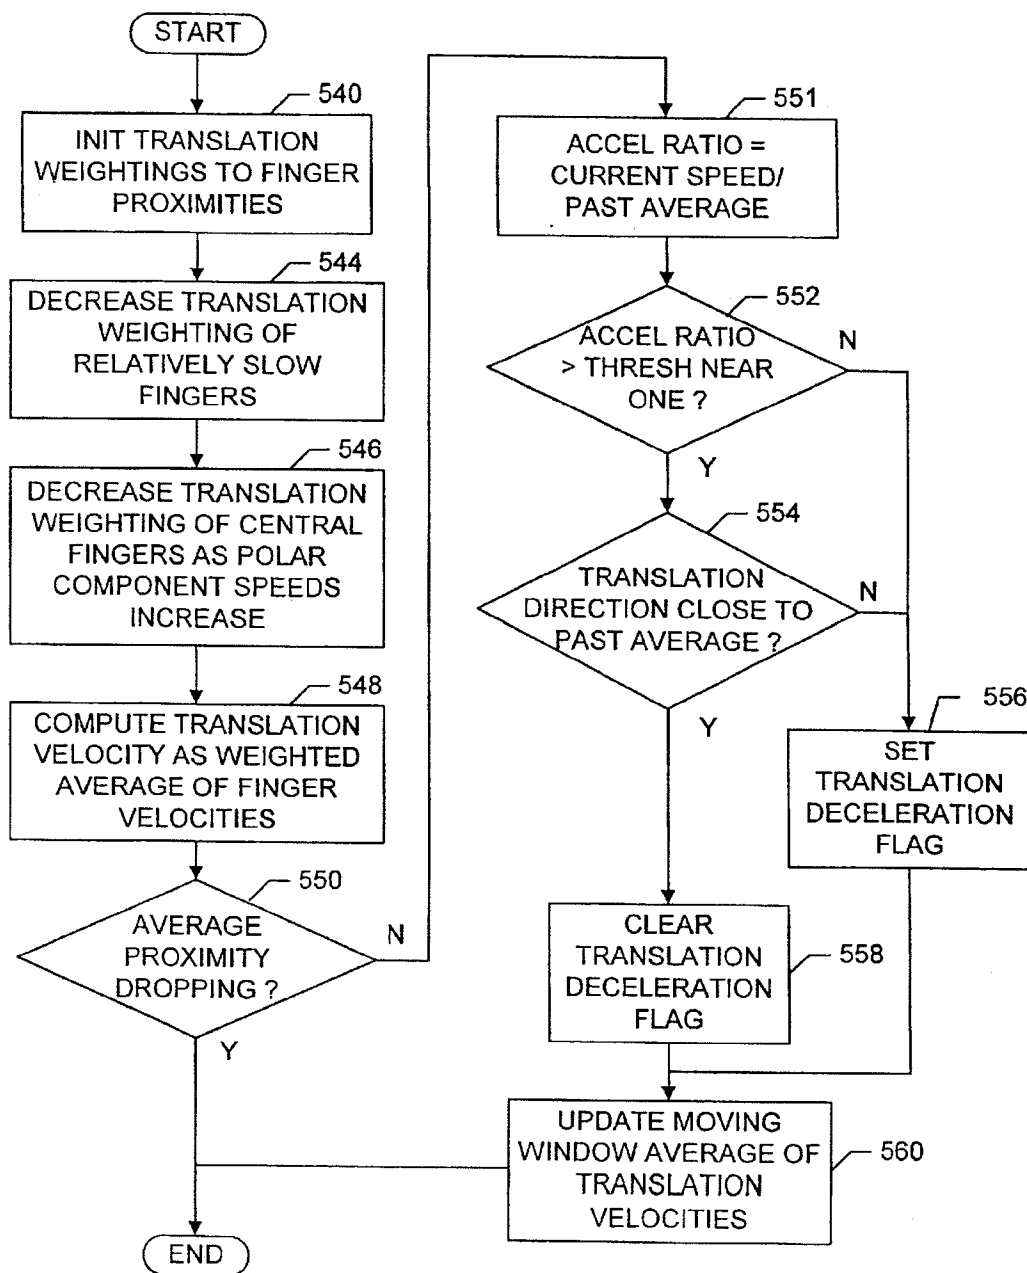 START
540
INIT TRANSLATION
WEIGHTINGS TO FINGER
PROXIMITIES
544
DECREASE TRANSLATION
WEIGHTING OF
RELATIVELY SLOW
FINGERS
546
DECREASE TRANSLATION
WEIGHTING OF CENTRAL
FINGERS AS POLAR
COMPONENT SPEEDS
INCREASE
548
COMPUTE TRANSLATION
VELOCITY AS WEIGHTED
AVERAGE OF FINGER
VELOCITIES
550
AVERAGE
PROXIMITY
DROPPING ?
N
Y
551
ACCEL RATIO =
CURRENT SPEED/
PAST AVERAGE
552
ACCEL RATIO
> THRESH NEAR
ONE ?
N
Y
554
TRANSLATION
DIRECTION CLOSE TO
PAST AVERAGE ?
N
Y
556
SET
TRANSLATION
DECELERATION
FLAG
CLEAR
TRANSLATION
DECELERATION
FLAG
558
UPDATE MOVING
WINDOW AVERAGE OF
TRANSLATION
VELOCITIES
560
END